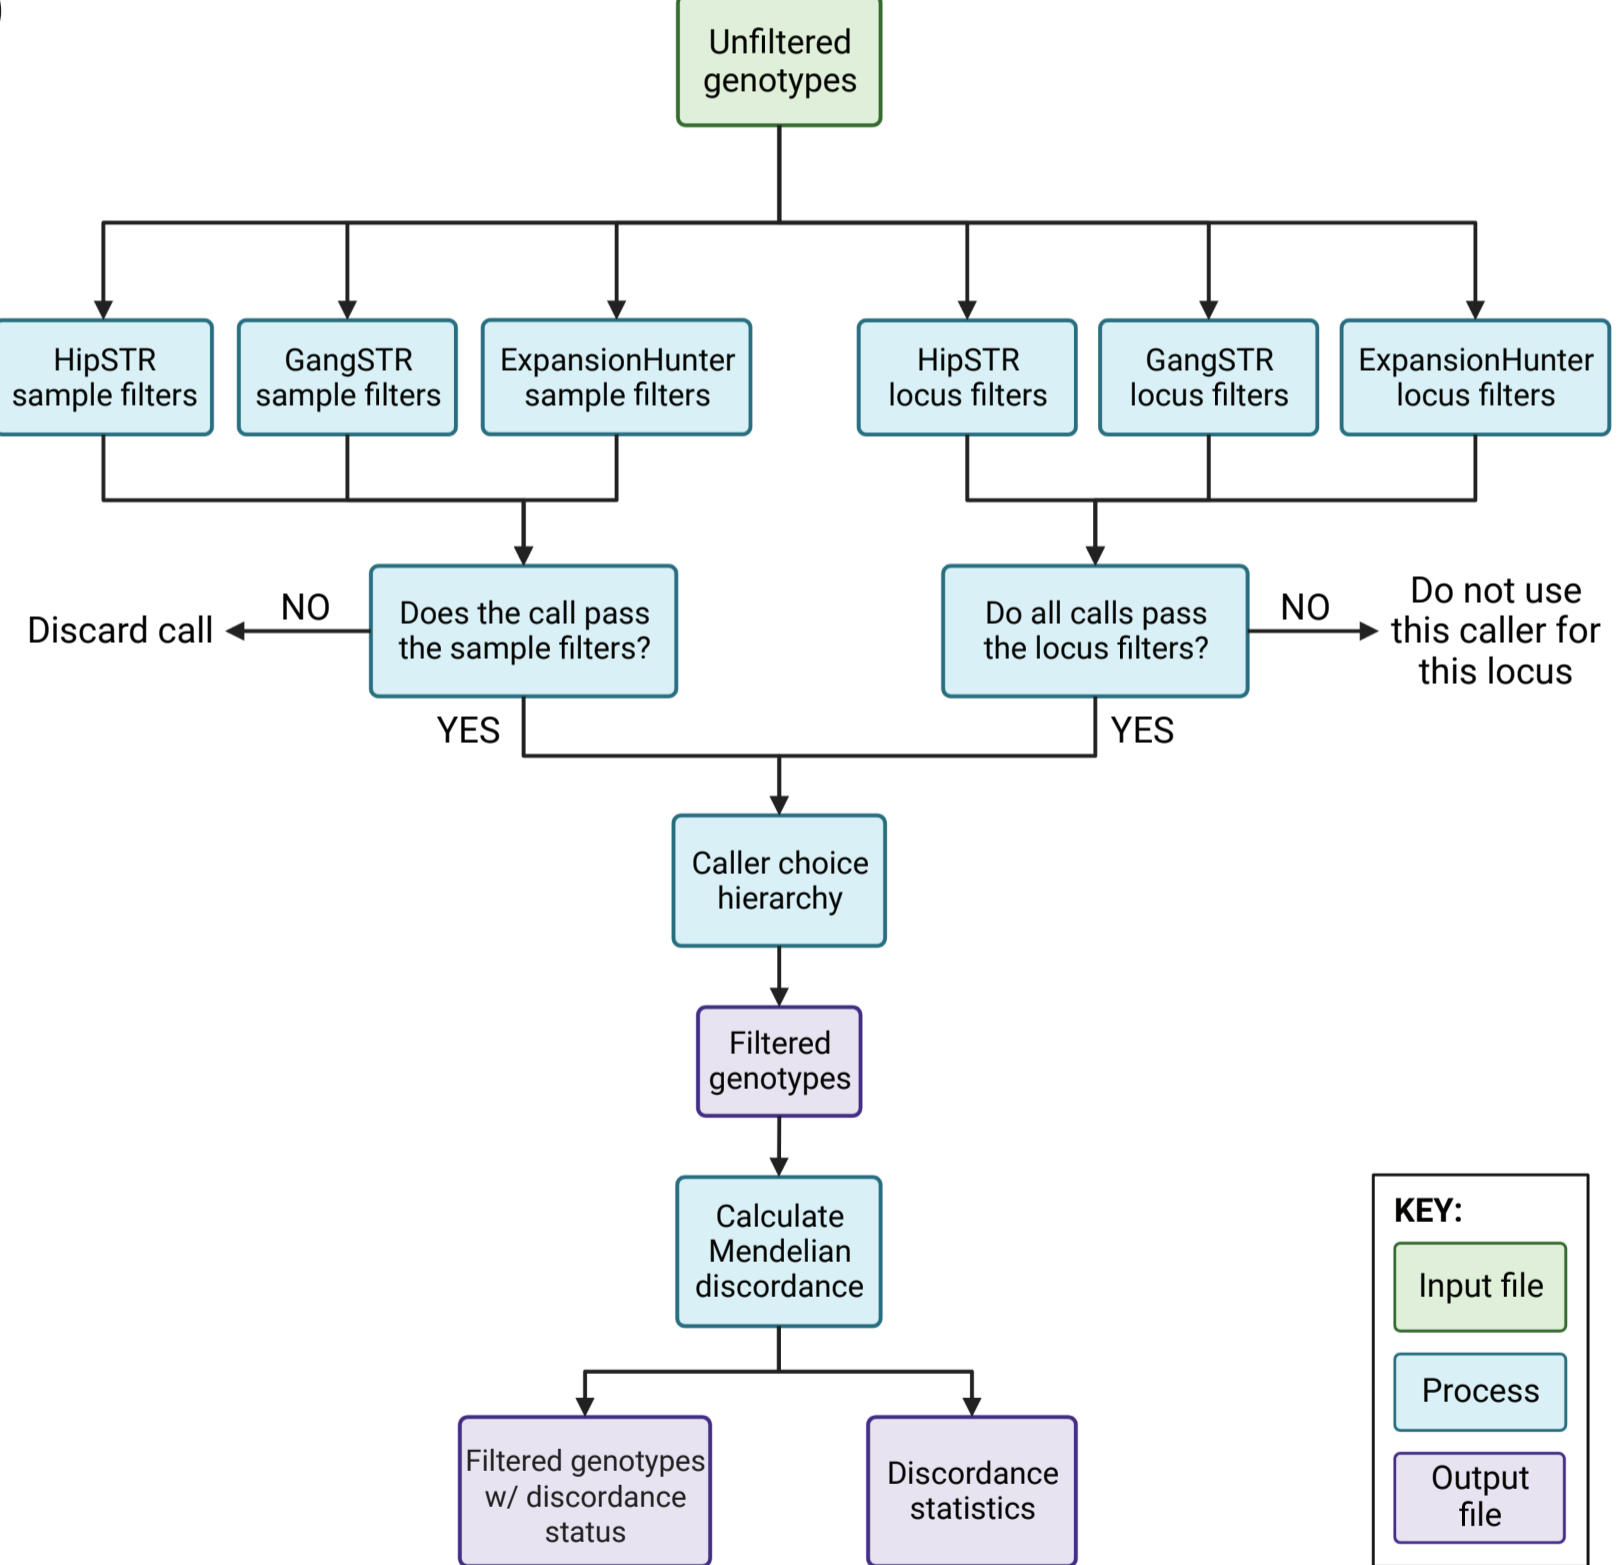 )
Unfiltered
genotypes
HipSTR
sample filters
GangSTR
sample filters
ExpansionHunter
sample filters
HipSTR
locus filters
GangSTR
locus filters
ExpansionHunter
locus filters
Discard call
NO
Does the call pass
the sample filters?
Do all calls pass
the locus filters?
NO
Do not use
this caller for
this locus
YES
YES
Caller choice
hierarchy
Filtered
genotypes
Calculate
Mendelian
discordance
Filtered genotypes
w/ discordance
status
Discordance
statistics
KEY:
Input file
Process
Output
file